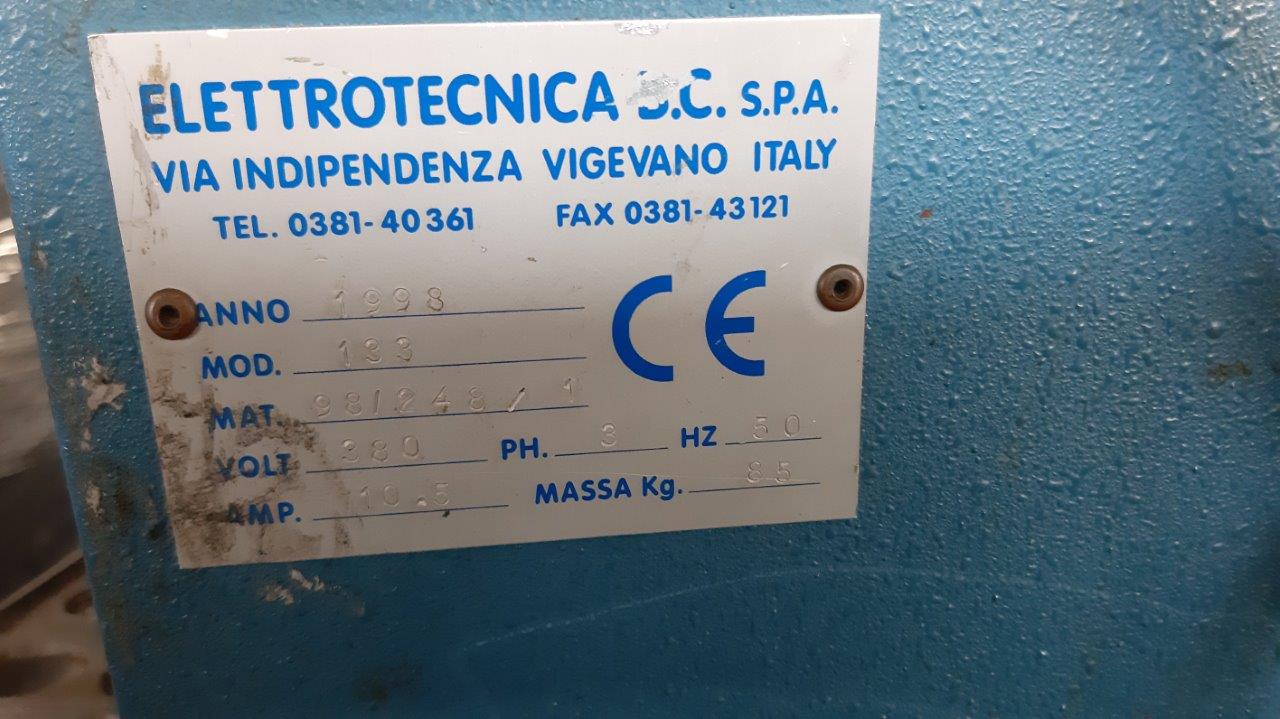 ELETTROTECNICA B.C. S.P.A.
VIA INDIPENDENZA VIGEVANO ITALY
TEL. 0381-40361 FAX 0381-43121
ANNO 1998
MOD. 133
MAT. 98/248/1
VOLT 380 PH. 3 HZ 50
AMP. 10.5 MASSA Kg. 85
CE